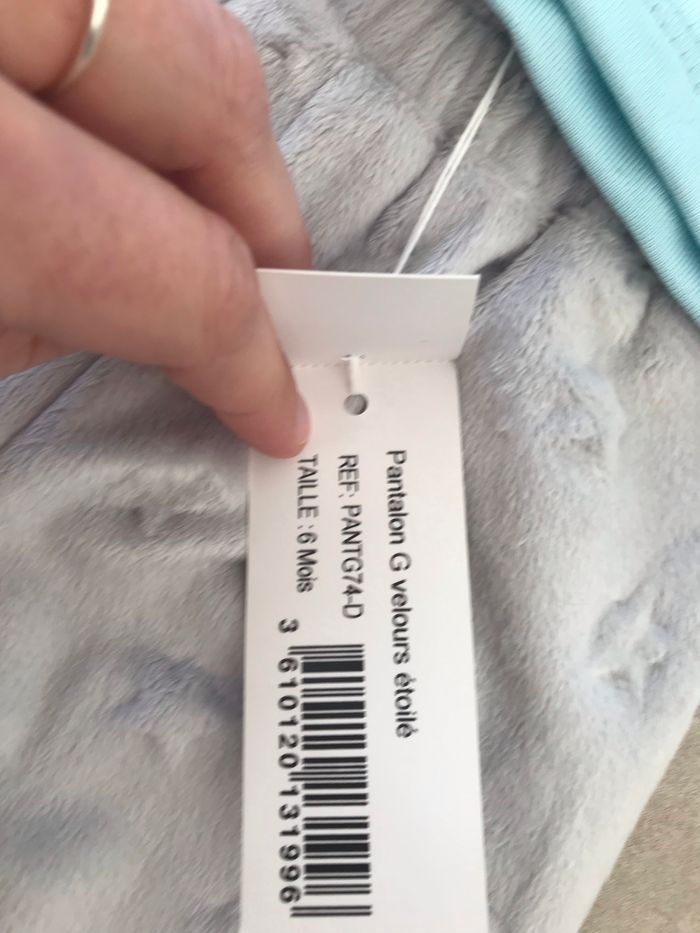 Pantalon G velours étoilé
REF: PANTG74-D
TAILLE : 6 Mois
3 610120 131996